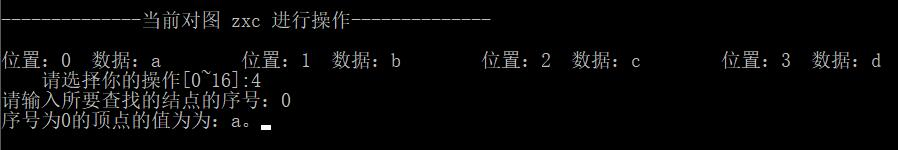 --------------当前对图 zxc 进行操作--------------
位置：0 数据：a 位置：1 数据：b 位置：2 数据：c 位置：3 数据：d
请选择你的操作[0~16]:4
请输入所要查找的结点的序号：0
序号为0的顶点的值为为：a。